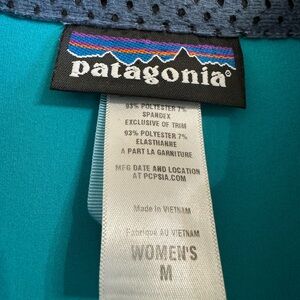 patagonia®
93% POLYESTER 7%
SPANDEX
EXCLUSIVE OF TRIM
93% POLYESTER 7%
ELASTHANNE
A PART LA GARNITURE
MFG DATE AND LOCATION
AT PCPSIA.COM
Made in VIETNAM
Fabriqué AU VIETNAM
WOMEN'S
M